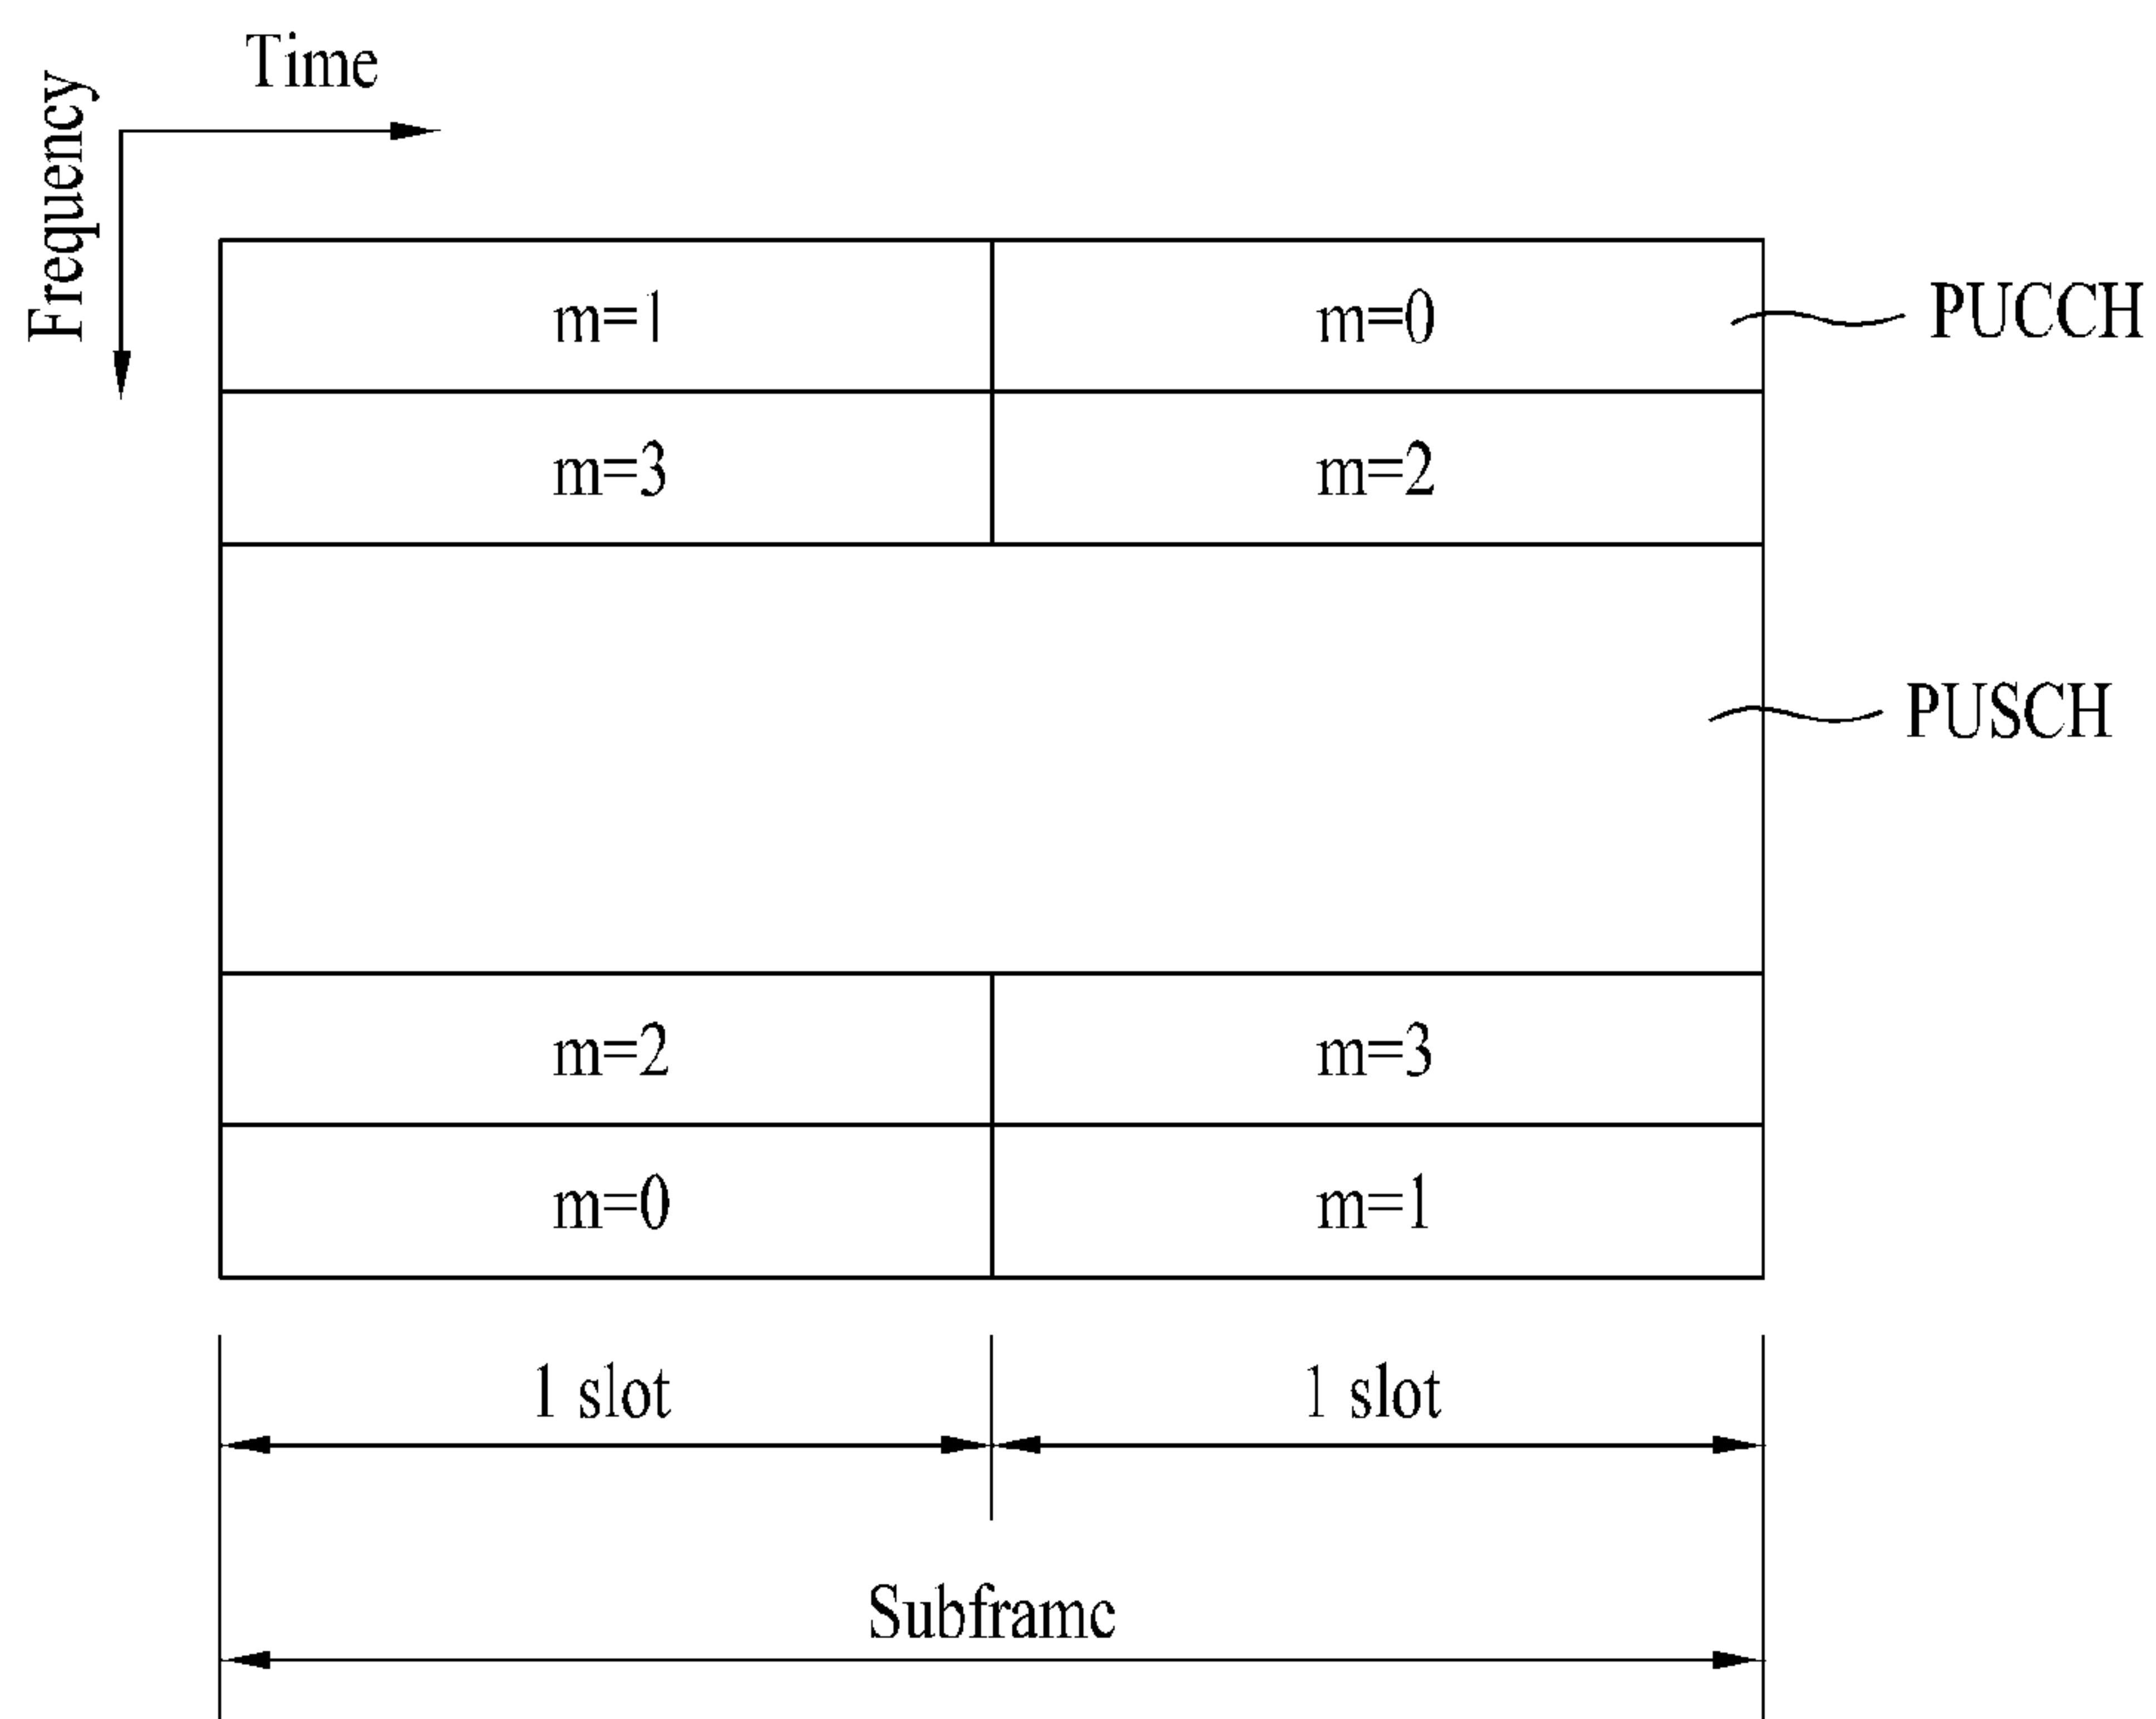 Time
Frequency
m=1 m=0 PUCCH
m=3 m=2
PUSCH
m=2 m=3
m=0 m=1
1 slot 1 slot
Subframe